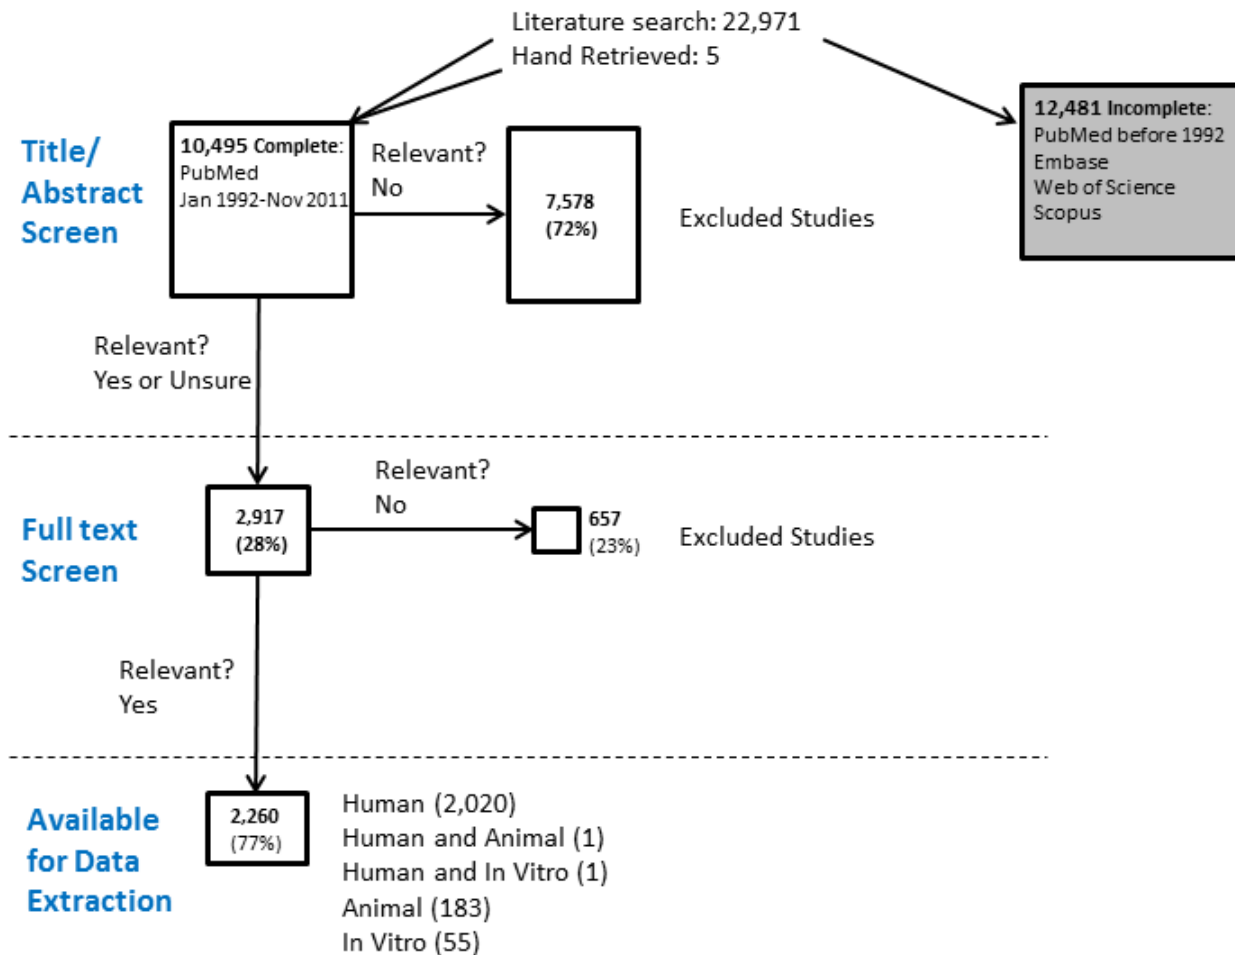 Literature search: 22,971
Hand Retrieved: 5
Title/
Abstract
Screen
10,495 Complete:
PubMed
Jan 1992-Nov 2011
Relevant?
No
7,578
(72%)
Excluded Studies
12,481 Incomplete:
PubMed before 1992
Embase
Web of Science
Scopus
Relevant?
Yes or Unsure
Full text
Screen
2,917
(28%)
Relevant?
No
657
(23%)
Excluded Studies
Relevant?
Yes
Available
for Data
Extraction
2,260
(77%)
Human (2,020)
Human and Animal (1)
Human and In Vitro (1)
Animal (183)
In Vitro (55)